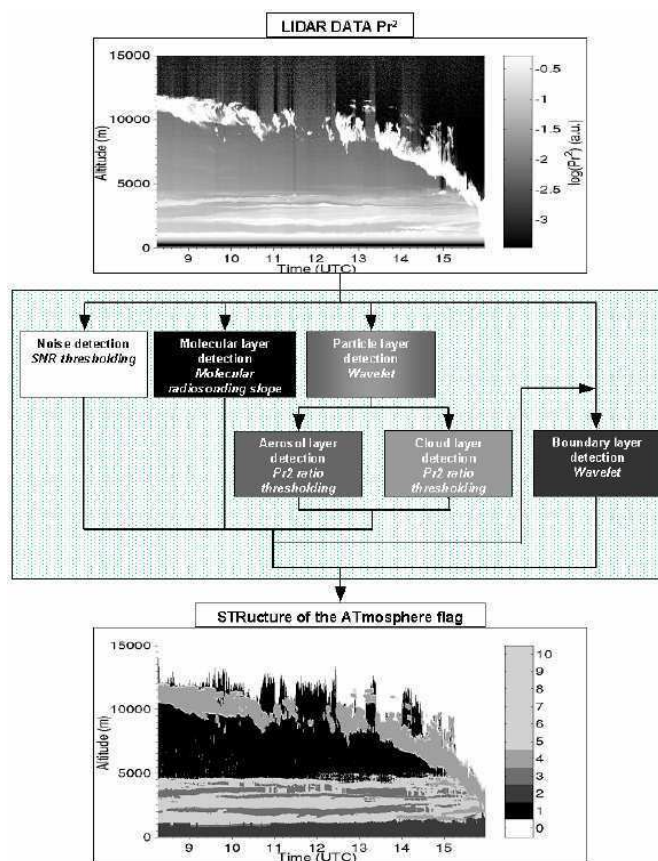 LIDAR DATA Pr²
15000
10000
5000
0
Altitude (m)
9 10 11 12 13 14 15
Time (UTC)
-0.5
-1
-1.5
-2
-2.5
-3
log(Pr²) (a.u.)
Noise detection
SNR thresholding
Molecular layer
detection
Molecular
radiosonding slope
Particle layer
detection
Wavelet
Aerosol layer
detection
Pr2 ratio
thresholding
Cloud layer
detection
Pr2 ratio
thresholding
Boundary layer
detection
Wavelet
STRucture of the ATmosphere flag
15000
10000
5000
0
Altitude (m)
9 10 11 12 13 14 15
Time (UTC)
10
9
8
7
6
5
4
3
2
1
0